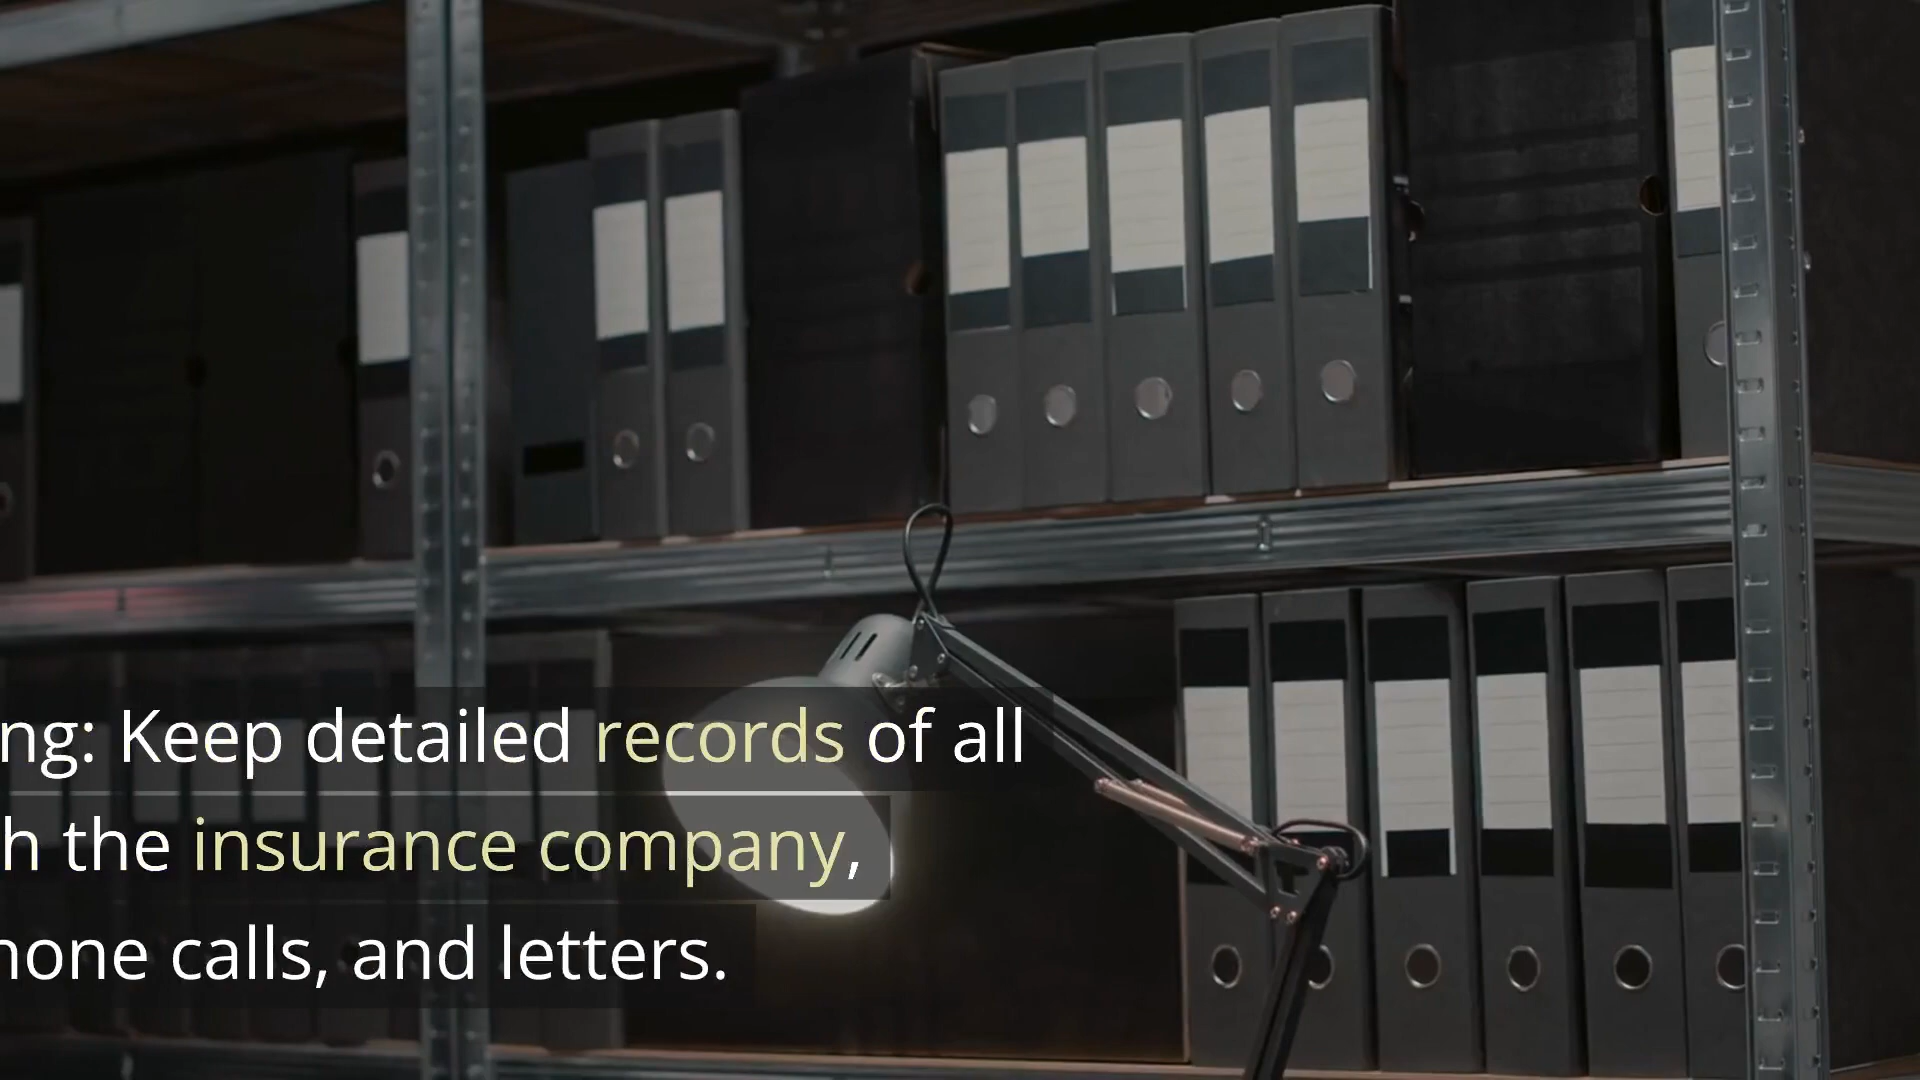 ng: Keep detailed records of all
h the insurance company,
hone calls, and letters.